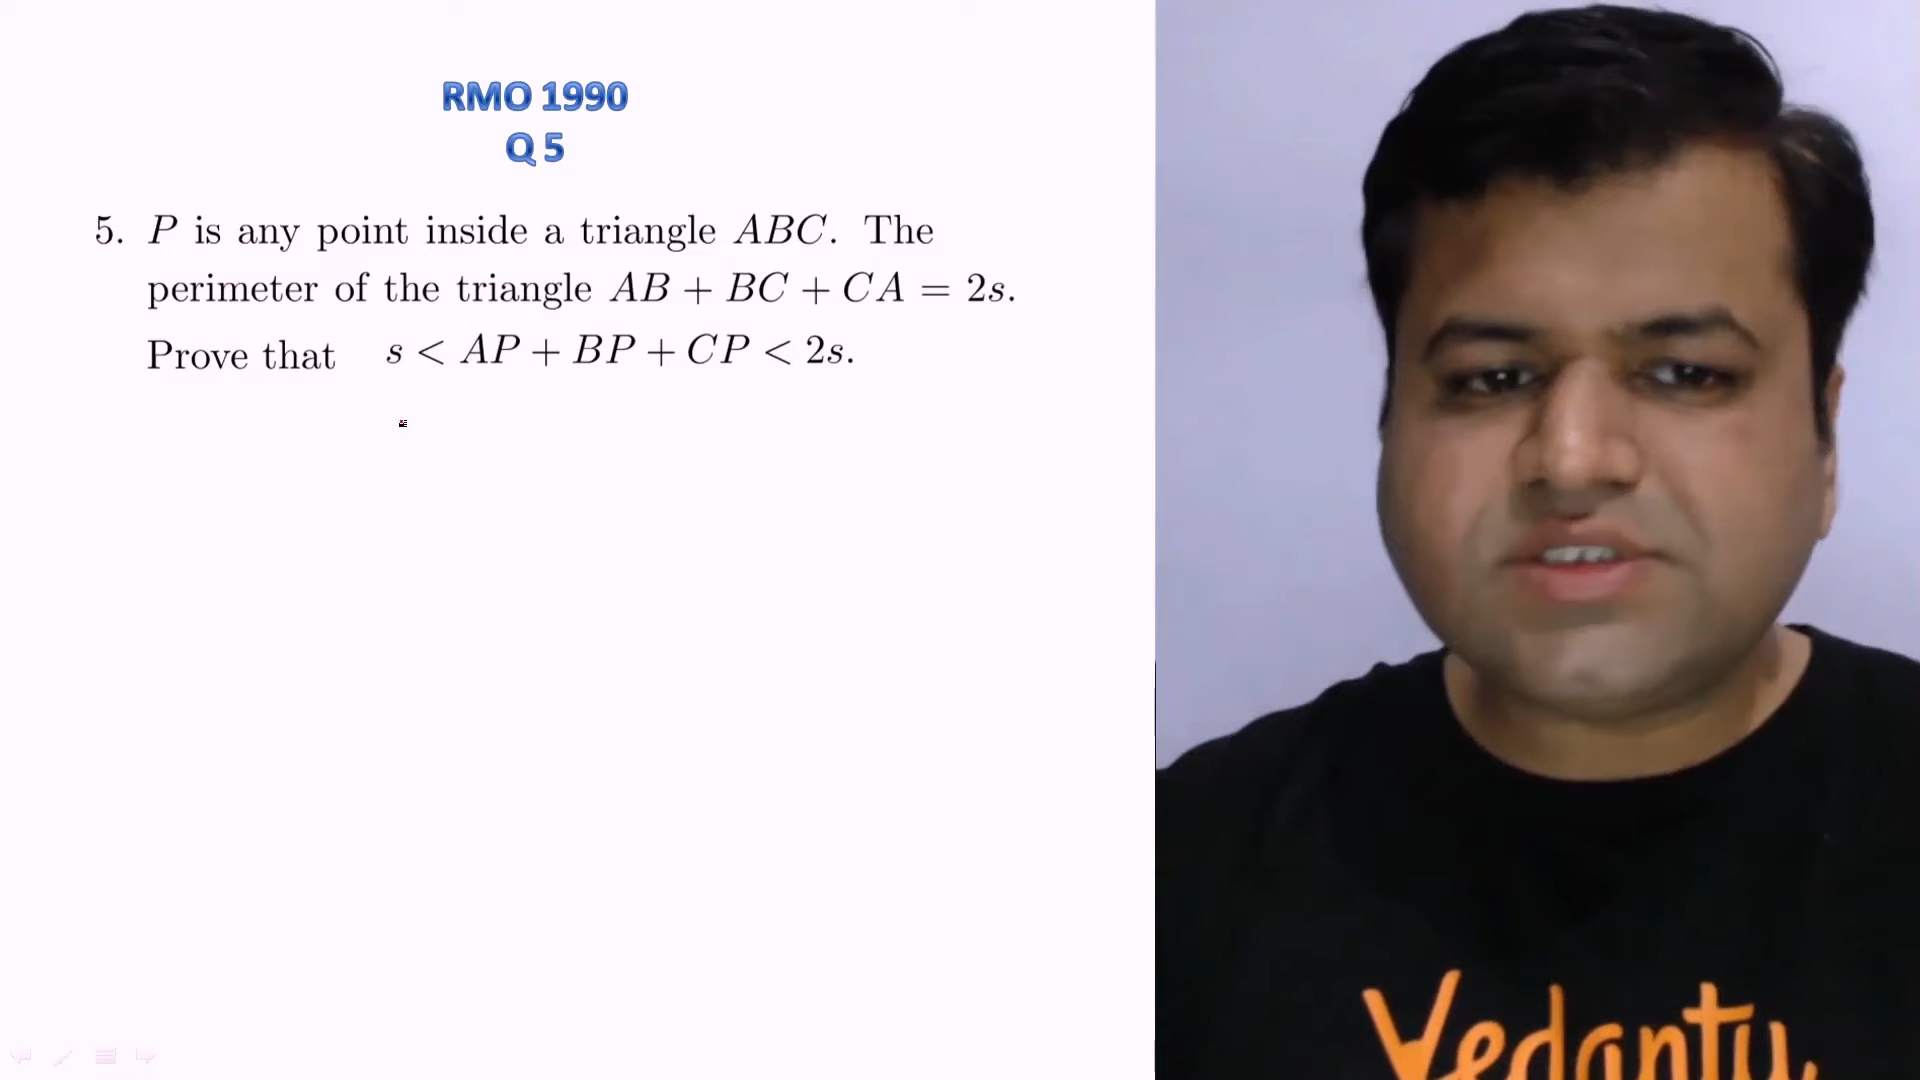 RMO 1990
Q 5
5. P is any point inside a triangle ABC. The
perimeter of the triangle AB + BC + CA = 2s.
Prove that s < AP + BP + CP < 2s.
Vedantu